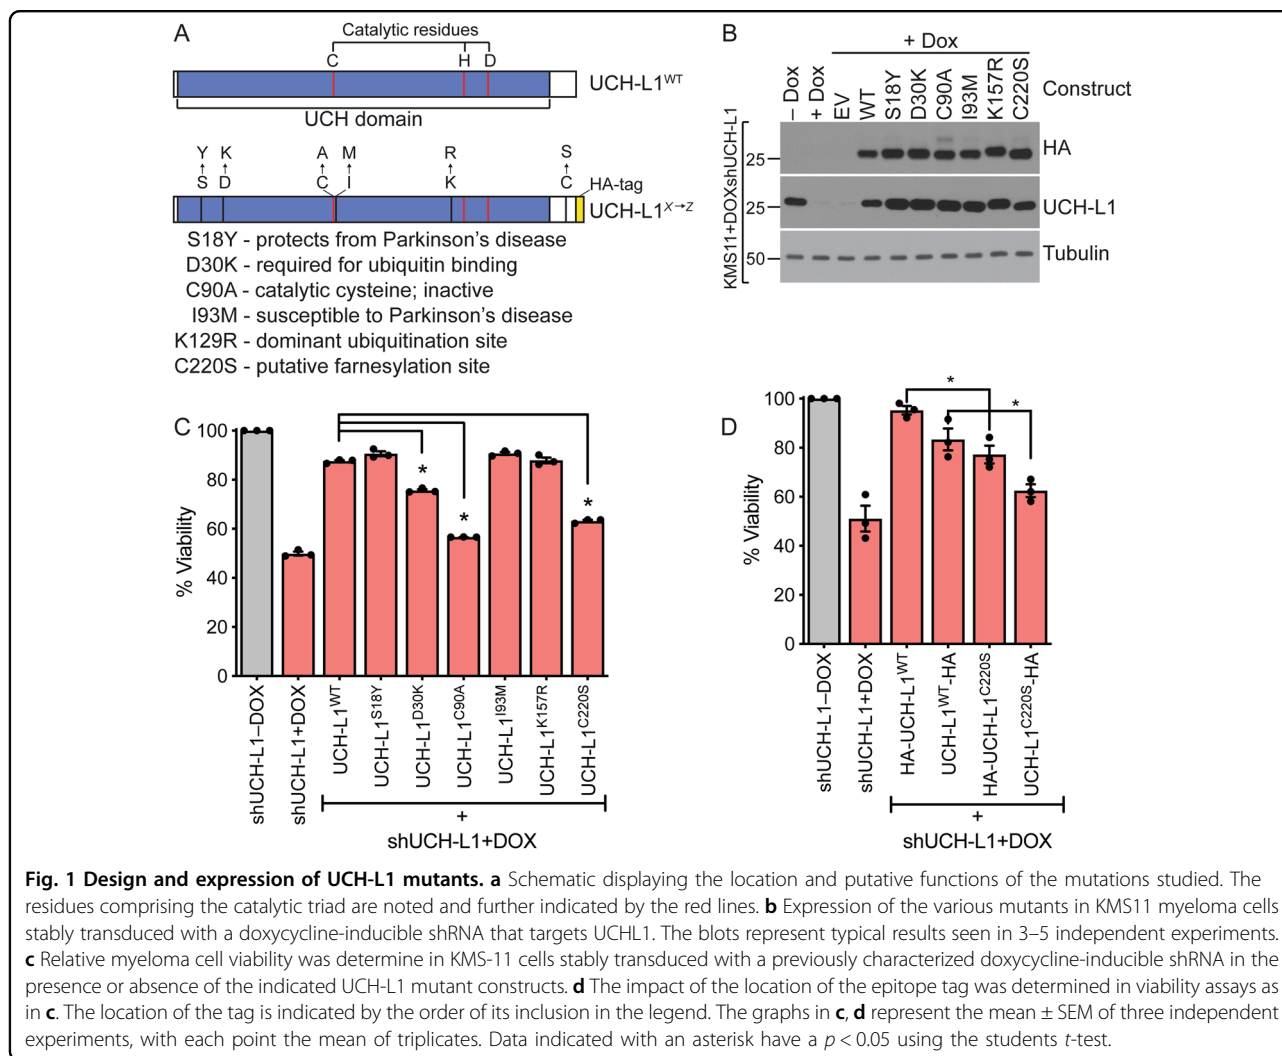 A
Catalytic residues
C H D
UCH-L1WT
UCH domain
Y K A M R S
S D C I K C
HA-tag
UCH-L1X→Z
S18Y - protects from Parkinson's disease
D30K - required for ubiquitin binding
C90A - catalytic cysteine; inactive
I93M - susceptible to Parkinson's disease
K129R - dominant ubiquitination site
C220S - putative farnesylation site
B
+ Dox
– Dox
+ Dox
EV
WT
S18Y
D30K
C90A
I93M
K157R
C220S
Construct
KMS11+DOXshUCH-L1
25
HA
25
UCH-L1
50
Tubulin
C
% Viability
100
80
60
40
20
0
* * *
shUCH-L1–DOX
shUCH-L1+DOX
UCH-L1WT
UCH-L1S18Y
UCH-L1D30K
UCH-L1C90A
UCH-L1I93M
UCH-L1K157R
UCH-L1C220S
+
shUCH-L1+DOX
D
% Viability
100
80
60
40
20
0
* *
shUCH-L1–DOX
shUCH-L1+DOX
HA-UCH-L1WT
UCH-L1WT-HA
HA-UCH-L1C220S
UCH-L1C220S-HA
+
shUCH-L1+DOX
Fig. 1 Design and expression of UCH-L1 mutants. a Schematic displaying the location and putative functions of the mutations studied. The
residues comprising the catalytic triad are noted and further indicated by the red lines. b Expression of the various mutants in KMS11 myeloma cells
stably transduced with a doxycycline-inducible shRNA that targets UCHL1. The blots represent typical results seen in 3–5 independent experiments.
c Relative myeloma cell viability was determine in KMS-11 cells stably transduced with a previously characterized doxycycline-inducible shRNA in the
presence or absence of the indicated UCH-L1 mutant constructs. d The impact of the location of the epitope tag was determined in viability assays as
in c. The location of the tag is indicated by the order of its inclusion in the legend. The graphs in c, d represent the mean ± SEM of three independent
experiments, with each point the mean of triplicates. Data indicated with an asterisk have a p < 0.05 using the students t-test.